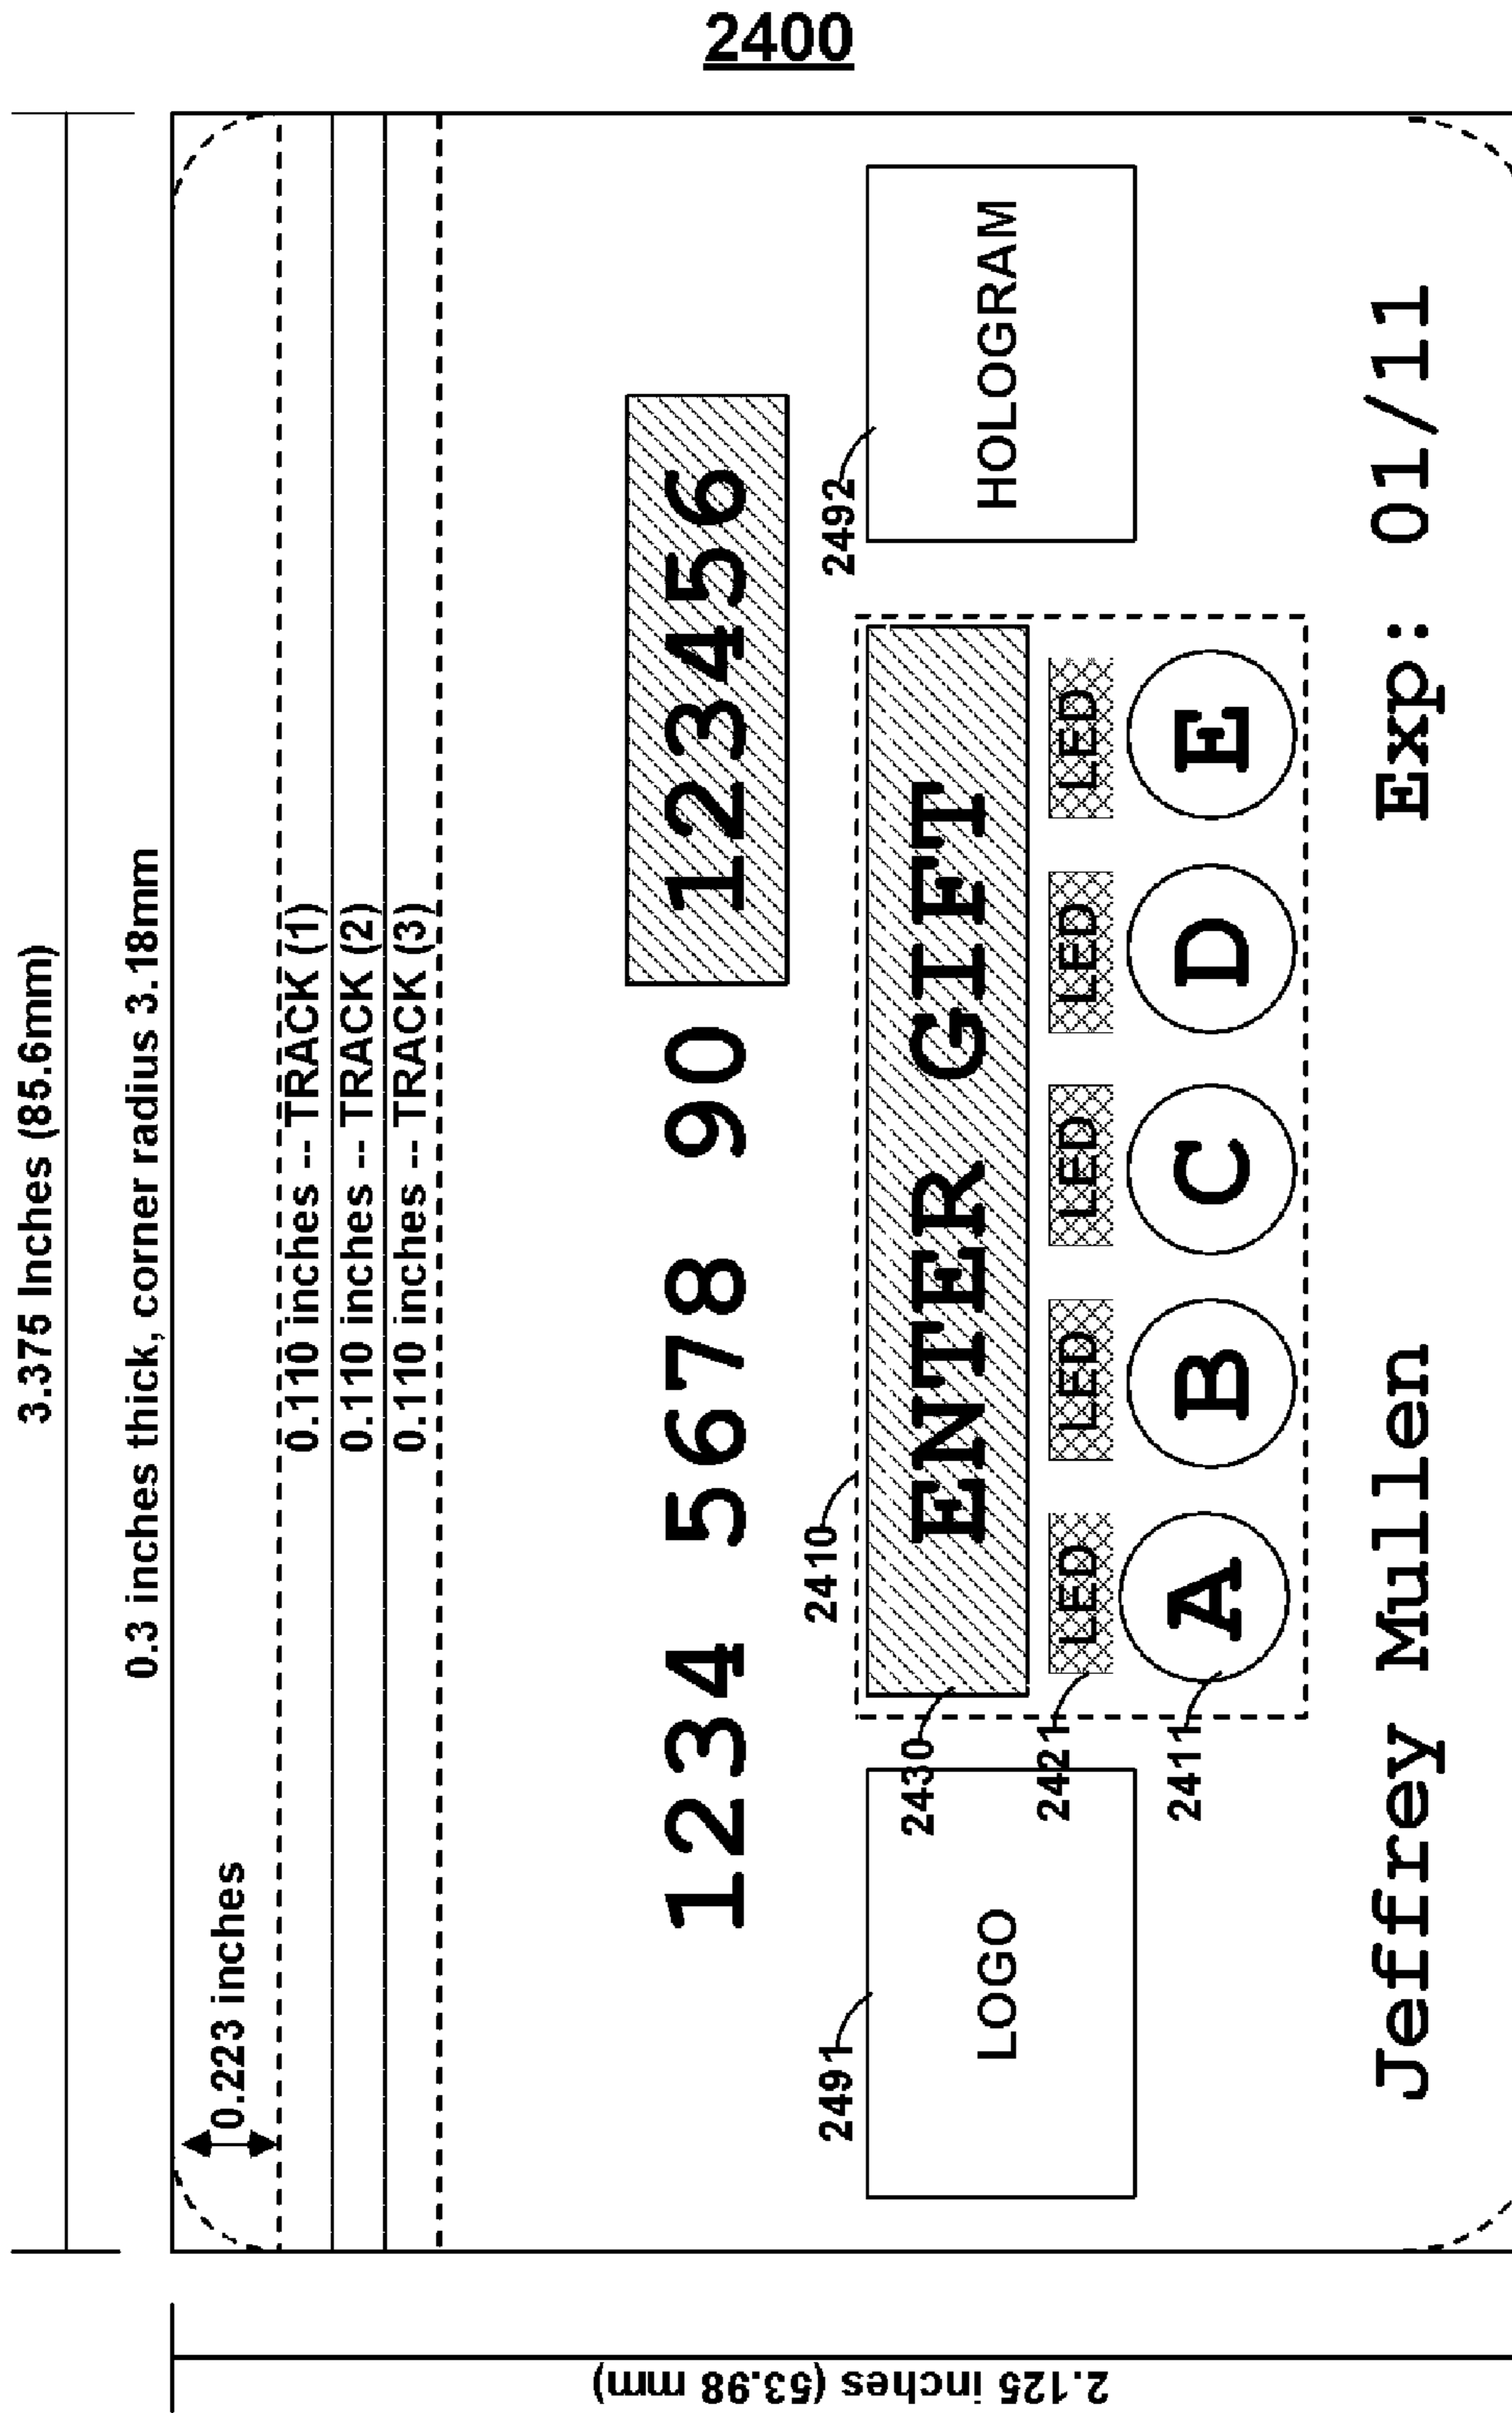 2400
3.375 Inches (85.6mm)
0.3 inches thick, corner radius 3.18mm
0.223 inches
0.110 inches -- TRACK (1)
0.110 inches -- TRACK (2)
0.110 inches -- TRACK (3)
1234 5678 90 123456
2491
2410
2492
LOGO
ENTER GIFT
HOLOGRAM
2430
LED LED LED LED LED
2421
A B C D E
2411
Jeffrey Mullen Exp: 01/11
2.125 inches (53.98 mm)